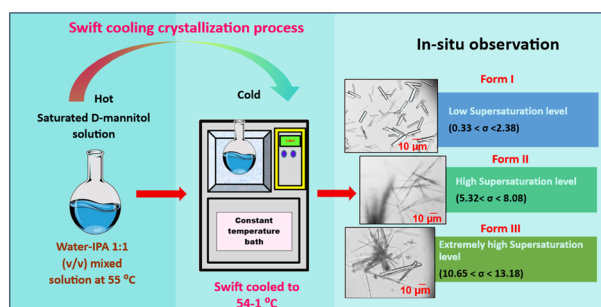 Swift cooling crystallization process
Hot
Saturated D-mannitol
solution
Water-IPA 1:1
(v/v) mixed
solution at 55 ⁰C
Cold
Constant
temperature
bath
Swift cooled to
54-1 ⁰C
In-situ observation
Form I
Low Supersaturation level
(0.33 < σ <2.38)
10 μm
Form II
High Supersaturation level
(5.32< σ < 8.08)
10 μm
Form III
Extremely high Supersaturation
level
(10.65 < σ < 13.18)
10 μm